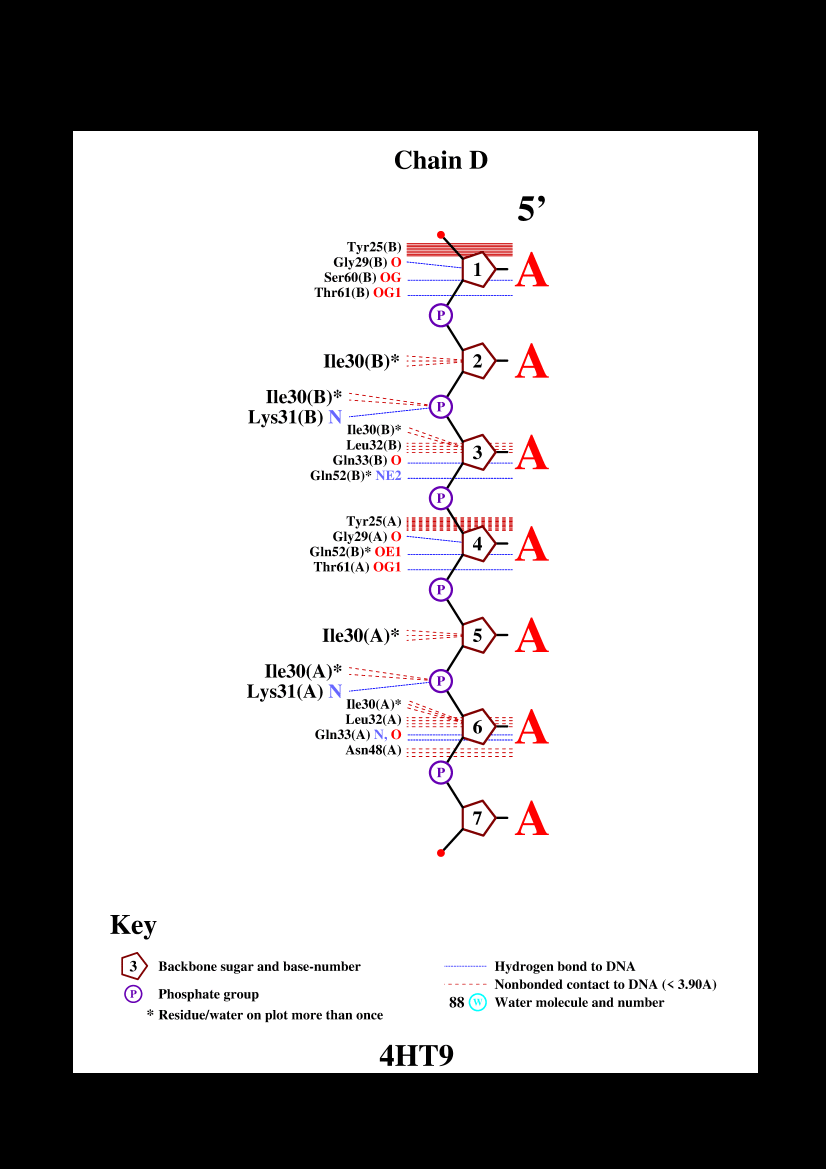 Chain D
5’
Tyr25(B)
Gly29(B) O
Ser60(B) OG
Thr61(B) OG1
1 A
P
Ile30(B)* 2 A
Ile30(B)*
P
Lys31(B) N
Ile30(B)*
Leu32(B)
3 A
Gln33(B) O
Gln52(B)* NE2
P
Tyr25(A)
Gly29(A) O
4 A
Gln52(B)* OE1
Thr61(A) OG1
P
Ile30(A)* 5 A
Ile30(A)*
P
Lys31(A) N
Ile30(A)*
Leu32(A)
6 A
Gln33(A) N, O
Asn48(A)
P
7 A
Key
3 Backbone sugar and base-number
P Phosphate group
* Residue/water on plot more than once
Hydrogen bond to DNA
Nonbonded contact to DNA (< 3.90A)
88 W Water molecule and number
4HT9